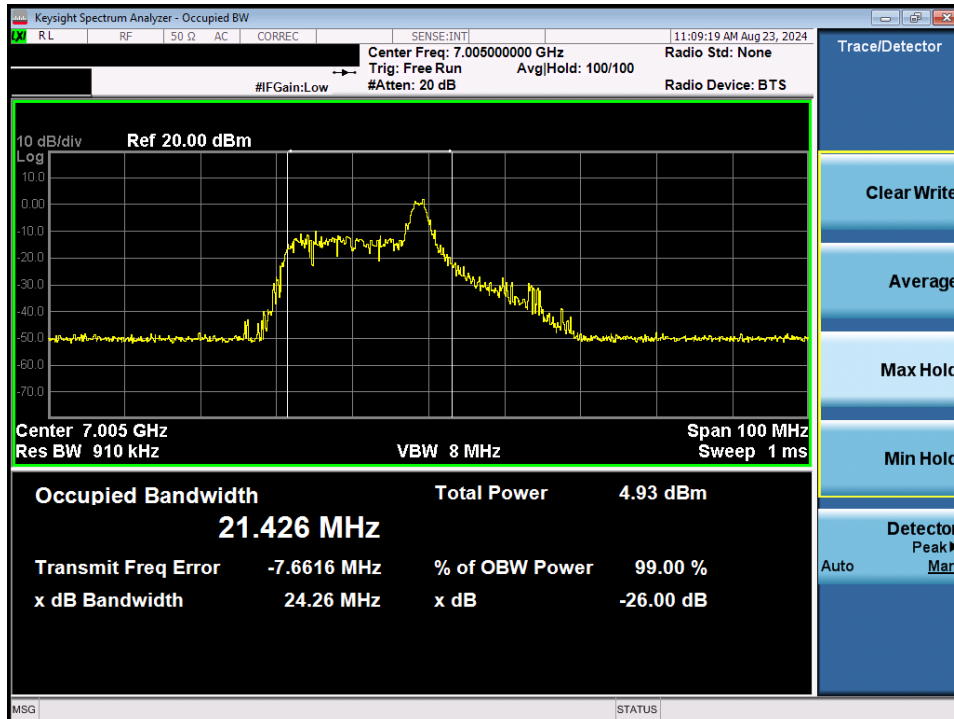 Keysight Spectrum Analyzer - Occupied BW
LXI RL RF 50 Ω AC CORREC SENSE:INT 11:09:19 AM Aug 23, 2024
Center Freq: 7.005000000 GHz Radio Std: None
Trig: Free Run Avg|Hold: 100/100
#IFGain:Low #Atten: 20 dB Radio Device: BTS
10 dB/div Ref 20.00 dBm
Log
10.0
0.00
-10.0
-20.0
-30.0
-40.0
-50.0
-60.0
-70.0
Center 7.005 GHz Span 100 MHz
Res BW 910 kHz VBW 8 MHz Sweep 1 ms
Occupied Bandwidth Total Power 4.93 dBm
21.426 MHz
Transmit Freq Error -7.6616 MHz % of OBW Power 99.00 %
x dB Bandwidth 24.26 MHz x dB -26.00 dB
MSG STATUS
Trace/Detector
Clear Write
Average
Max Hold
Min Hold
Detector
Peak
Auto Man